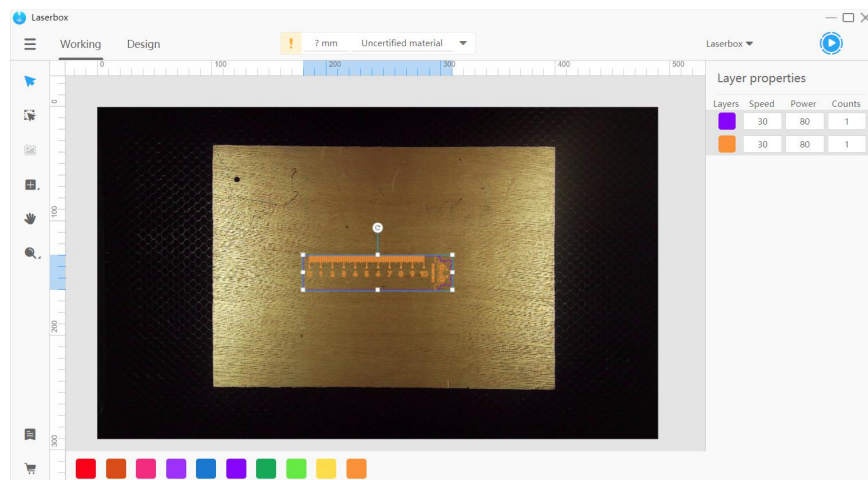 Laserbox
Working Design ? mm Uncertified material Laserbox
0 100 200 300 400 500
Layer properties
Layers Speed Power Counts
30 80 1
30 80 1
0
100
200
300
0 1 2 3 4 5 6 7 8 9 10